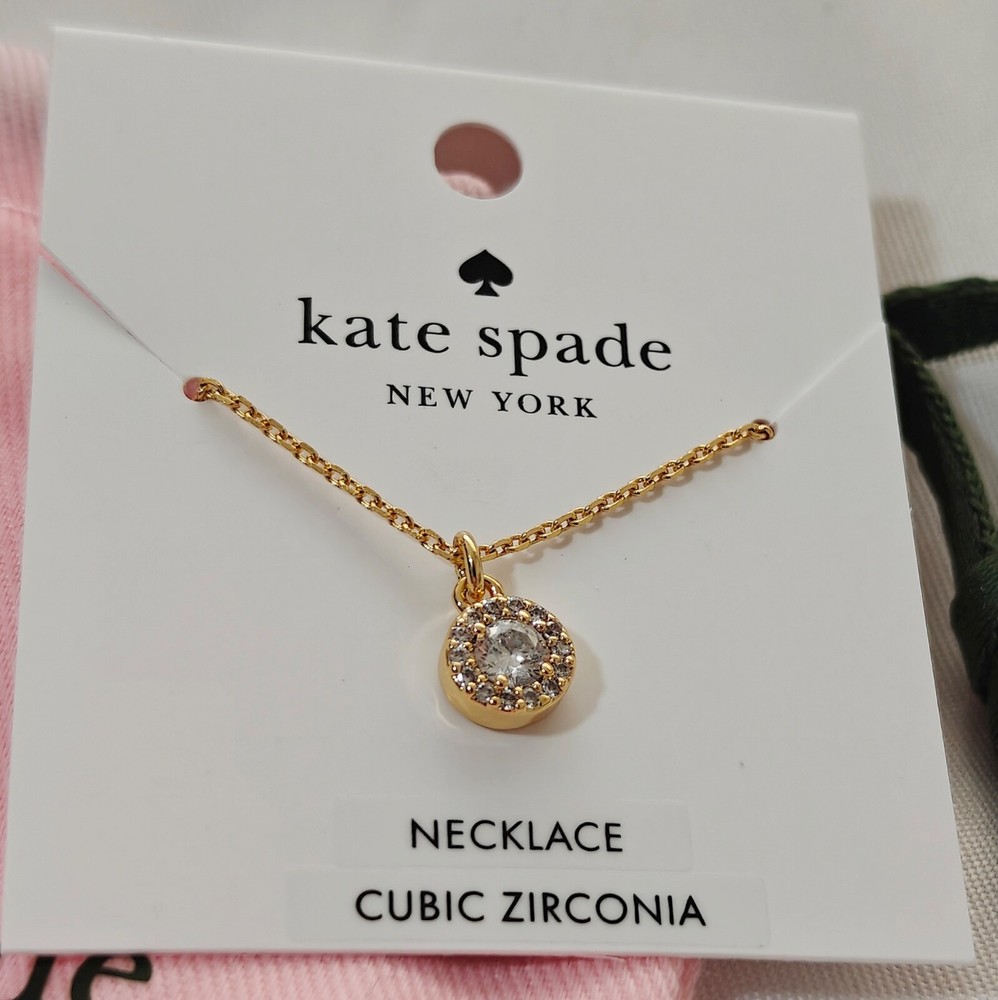 kate spade
NEW YORK
NECKLACE
CUBIC ZIRCONIA